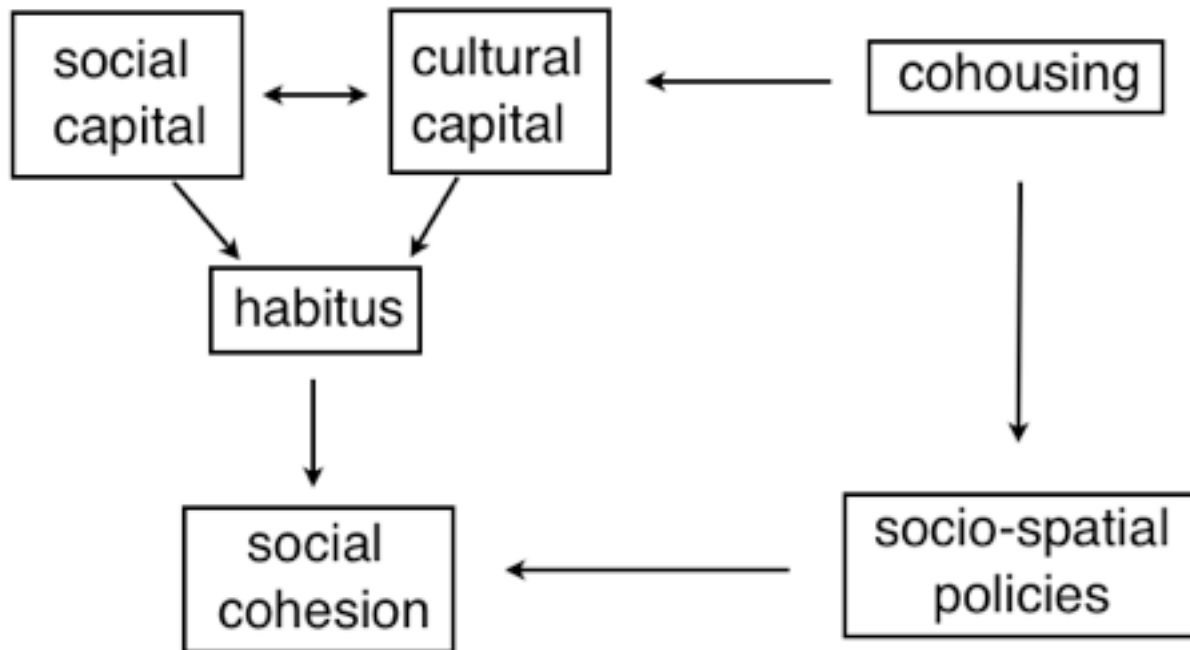 social
capital
cultural
capital
cohousing
habitus
social
cohesion
socio-spatial
policies